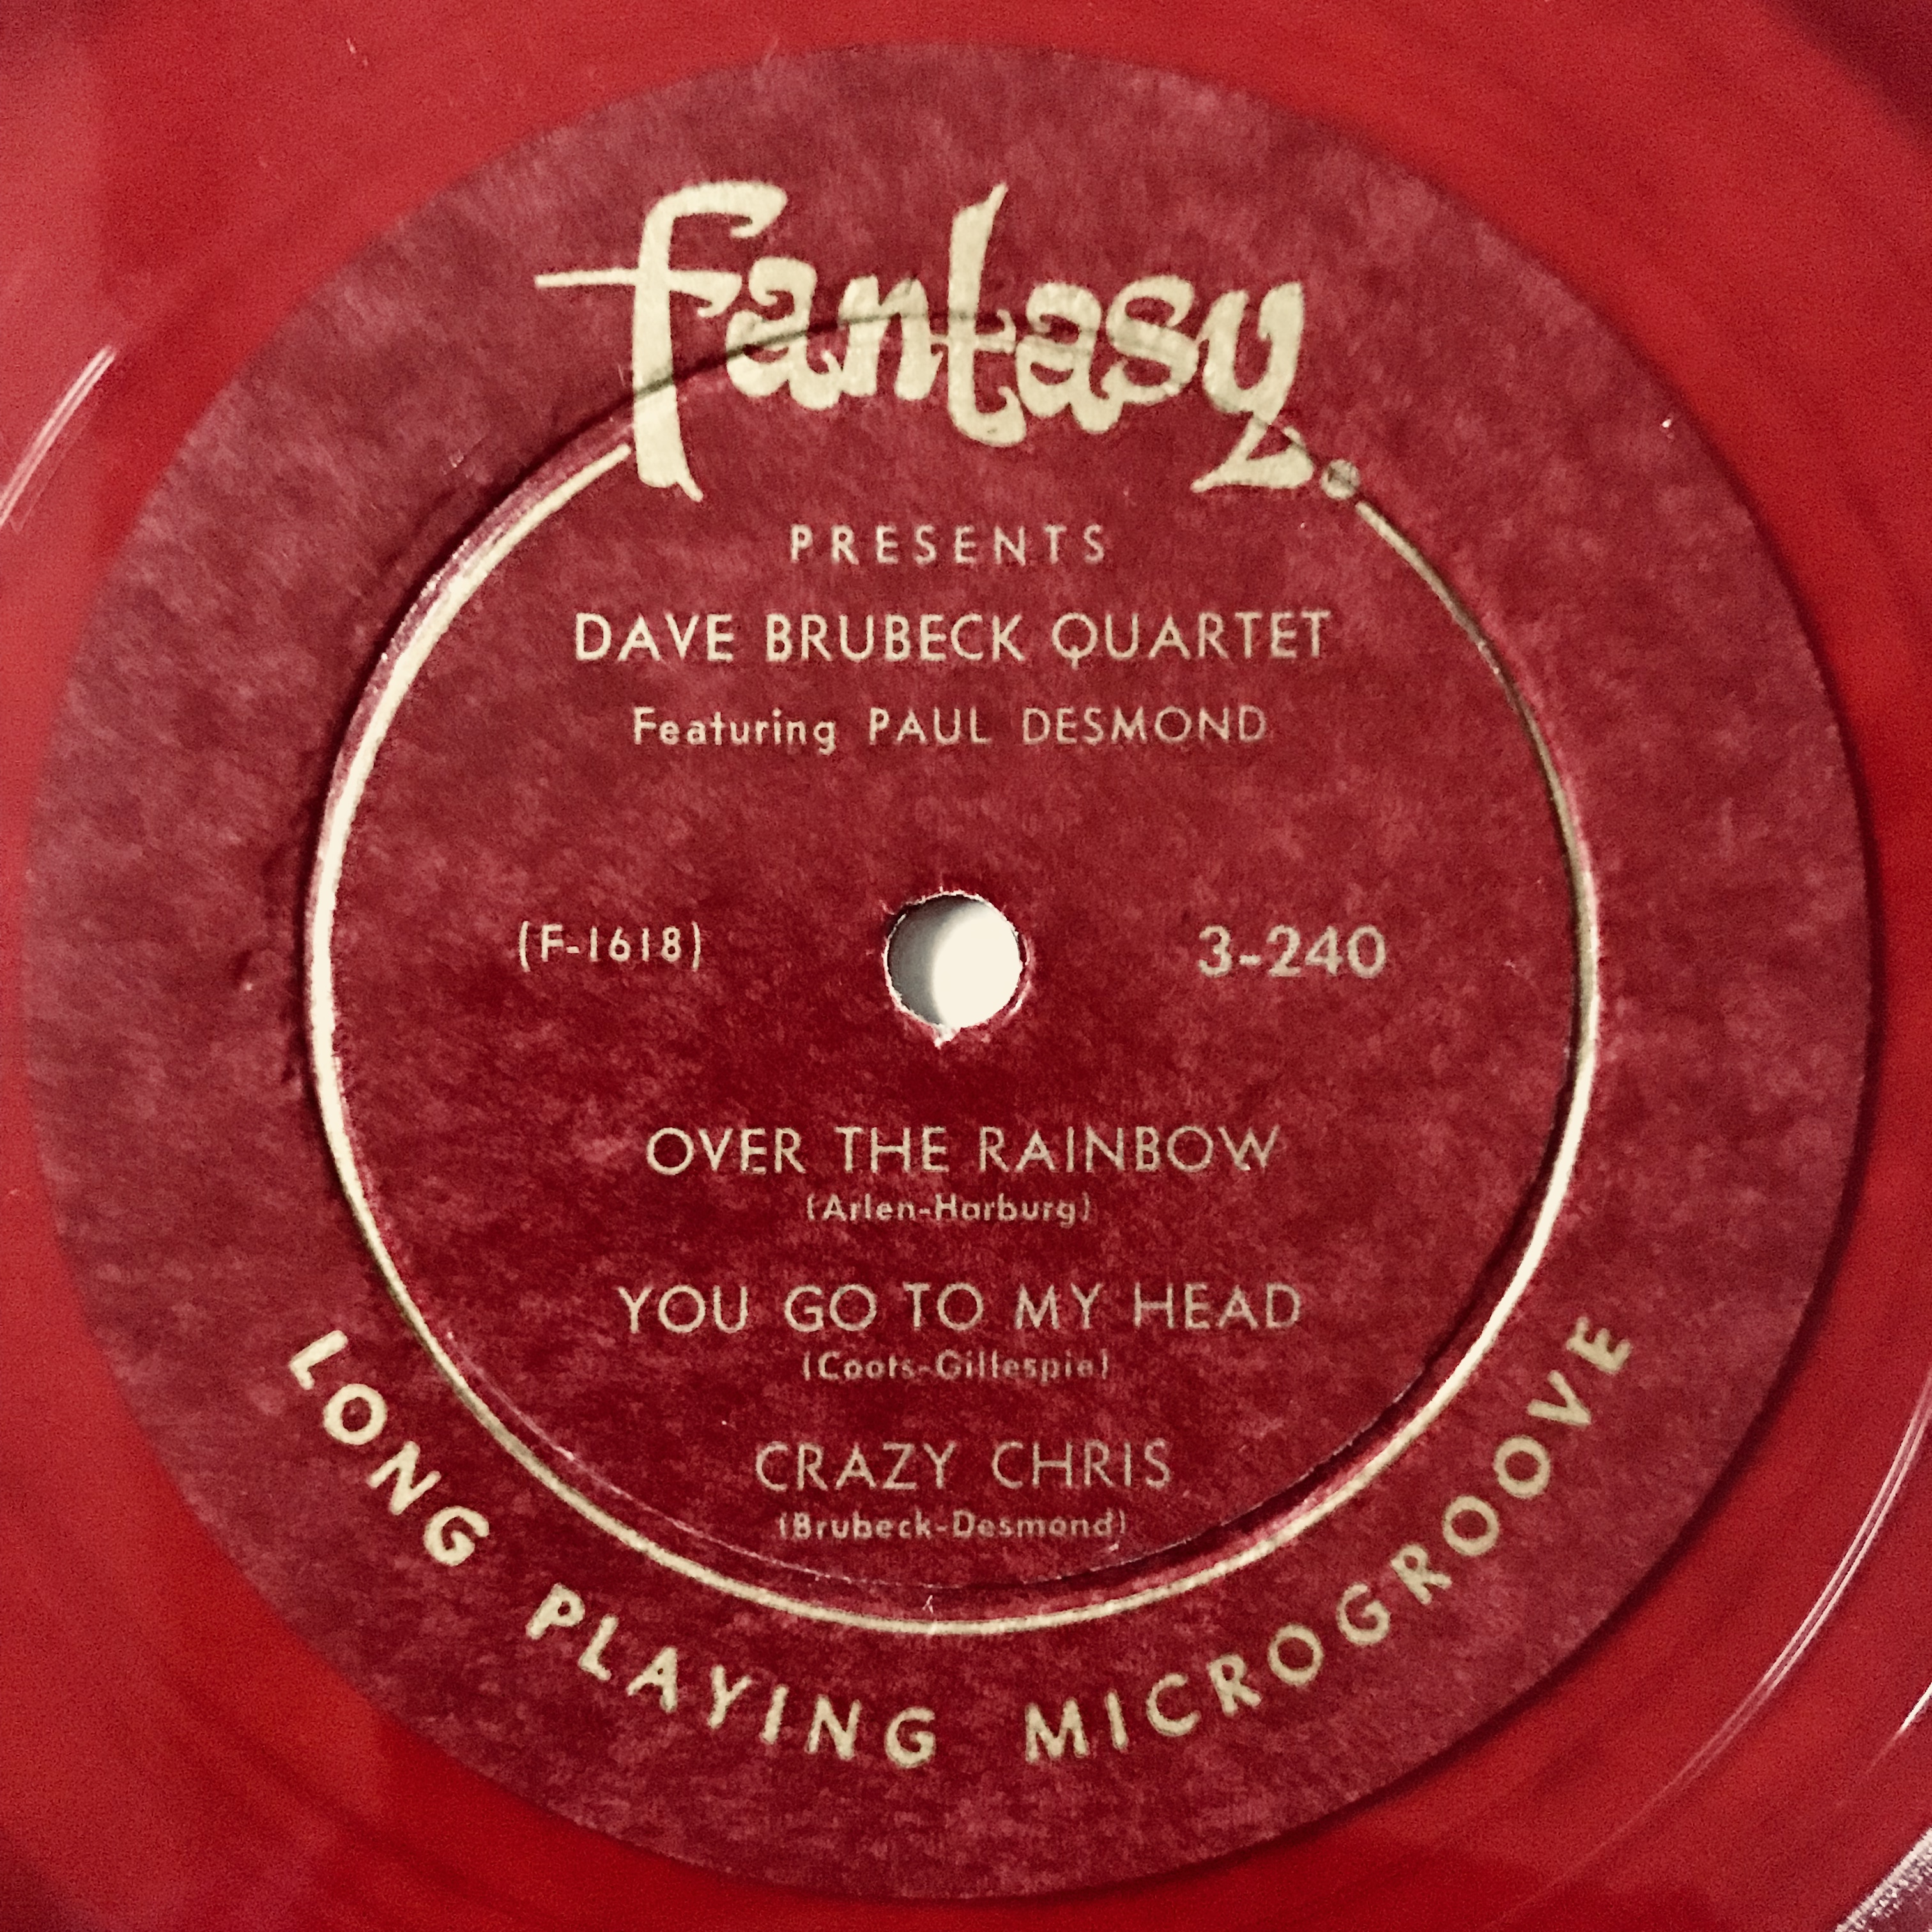 fantasy.
PRESENTS
DAVE BRUBECK QUARTET
Featuring PAUL DESMOND
(F-1618)
3-240
OVER THE RAINBOW
(Arlen-Harburg)
YOU GO TO MY HEAD
(Coots-Gillespie)
CRAZY CHRIS
(Brubeck-Desmond)
LONG PLAYING MICROGROOVE